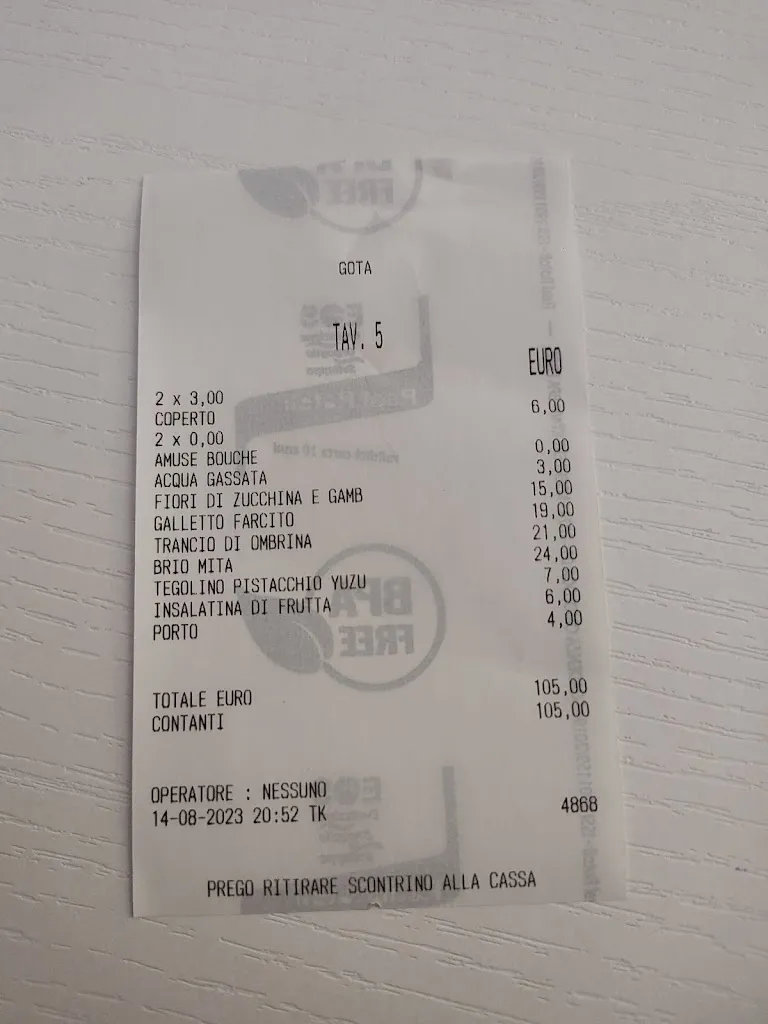 GOTA
TAV. 5
EURO
2 x 3,00
COPERTO 6,00
2 x 0,00
AMUSE BOUCHE 0,00
ACQUA GASSATA 3,00
FIORI DI ZUCCHINA E GAMB 15,00
GALLETTO FARCITO 19,00
TRANCIO DI OMBRINA 21,00
BRIO MITA 24,00
TEGOLINO PISTACCHIO YUZU 7,00
INSALATINA DI FRUTTA 6,00
PORTO 4,00
TOTALE EURO 105,00
CONTANTI 105,00
OPERATORE : NESSUNO
14-08-2023 20:52 TK 4868
PREGO RITIRARE SCONTRINO ALLA CASSA
BPA
FREE